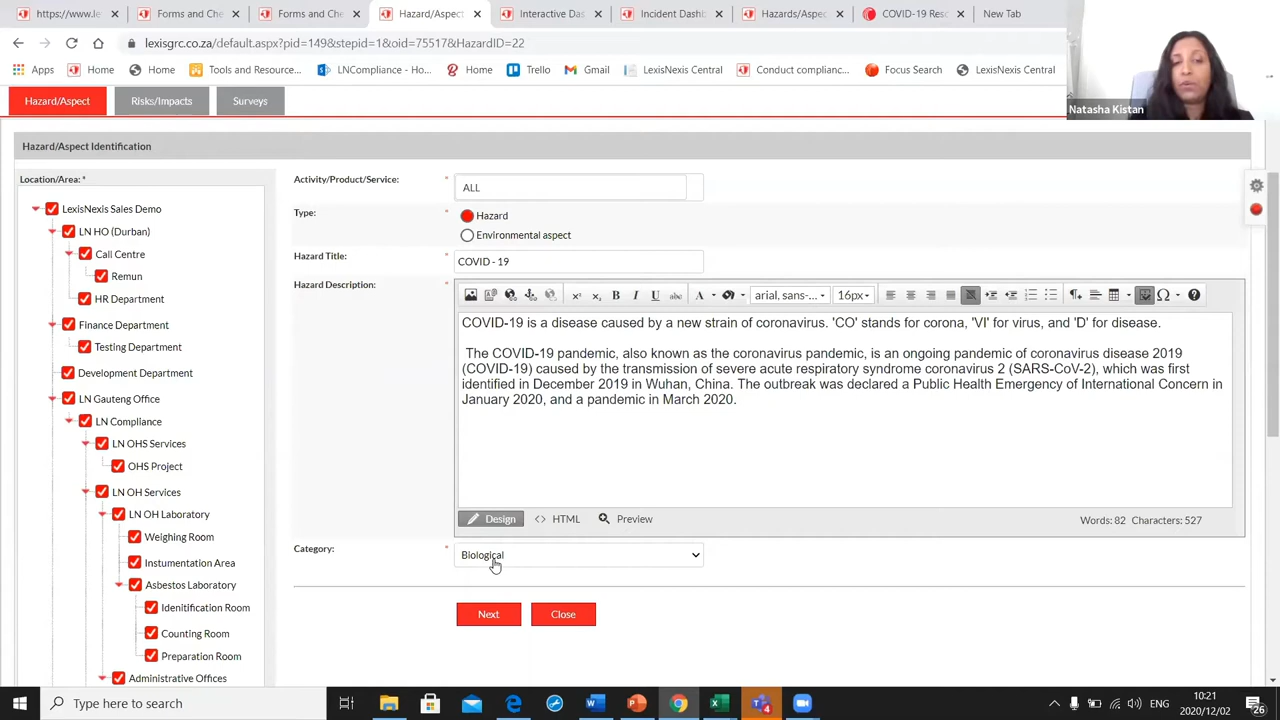 https://www.le
Forms and Che
Forms and Che
Hazard/Aspect
Interactive Das
Incident Dashb
Hazards/Aspec
COVID-19 Reso
New Tab
lexisgrc.co.za/default.aspx?pid=149&stepid=1&oid=75517&HazardID=22
Apps
Home
Home
Tools and Resource...
LNCompliance - Ho...
Home
Trello
Gmail
LexisNexis Central
Conduct complianc...
Focus Search
LexisNexis Central
Natasha Kistan
Hazard/Aspect
Risks/Impacts
Surveys
Hazard/Aspect Identification
Location/Area: *
LexisNexis Sales Demo
LN HO (Durban)
Call Centre
Remun
HR Department
Finance Department
Testing Department
Development Department
LN Gauteng Office
LN Compliance
LN OHS Services
OHS Project
LN OH Services
LN OH Laboratory
Weighing Room
Instumentation Area
Asbestos Laboratory
Idenitification Room
Counting Room
Preparation Room
Administrative Offices
Activity/Product/Service: *
ALL
Type: *
Hazard
Environmental aspect
Hazard Title: *
COVID - 19
Hazard Description: *
arial, sans-...
16px
COVID-19 is a disease caused by a new strain of coronavirus. 'CO' stands for corona, 'VI' for virus, and 'D' for disease.
The COVID-19 pandemic, also known as the coronavirus pandemic, is an ongoing pandemic of coronavirus disease 2019
(COVID-19) caused by the transmission of severe acute respiratory syndrome coronavirus 2 (SARS-CoV-2), which was first
identified in December 2019 in Wuhan, China. The outbreak was declared a Public Health Emergency of International Concern in
January 2020, and a pandemic in March 2020.
Design
HTML
Preview
Words: 82 Characters: 527
Category: *
Biological
Next
Close
Type here to search
ENG
10:21
2020/12/02
26